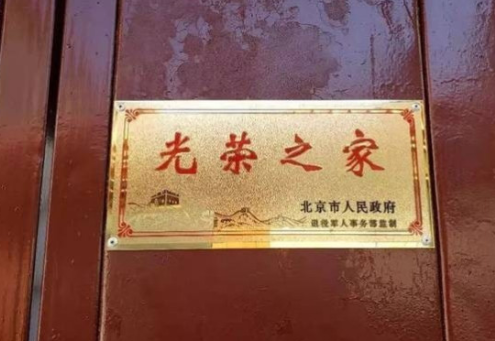 光荣之家
北京市人民政府
退役军人事务部监制